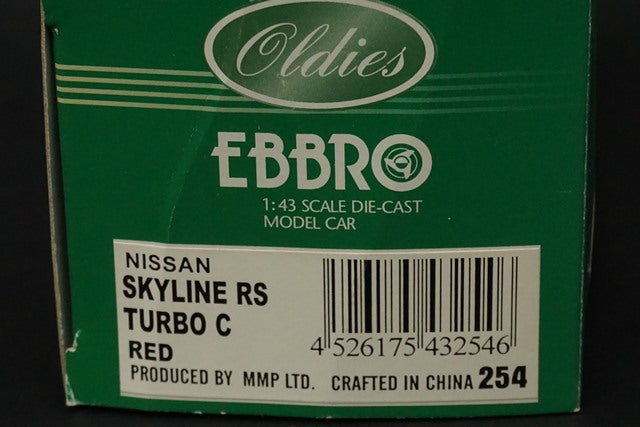 Oldies
EBBRO
1:43 SCALE DIE-CAST
MODEL CAR
NISSAN
SKYLINE RS
TURBO C
RED
4 526175 432546
PRODUCED BY MMP LTD. CRAFTED IN CHINA 254